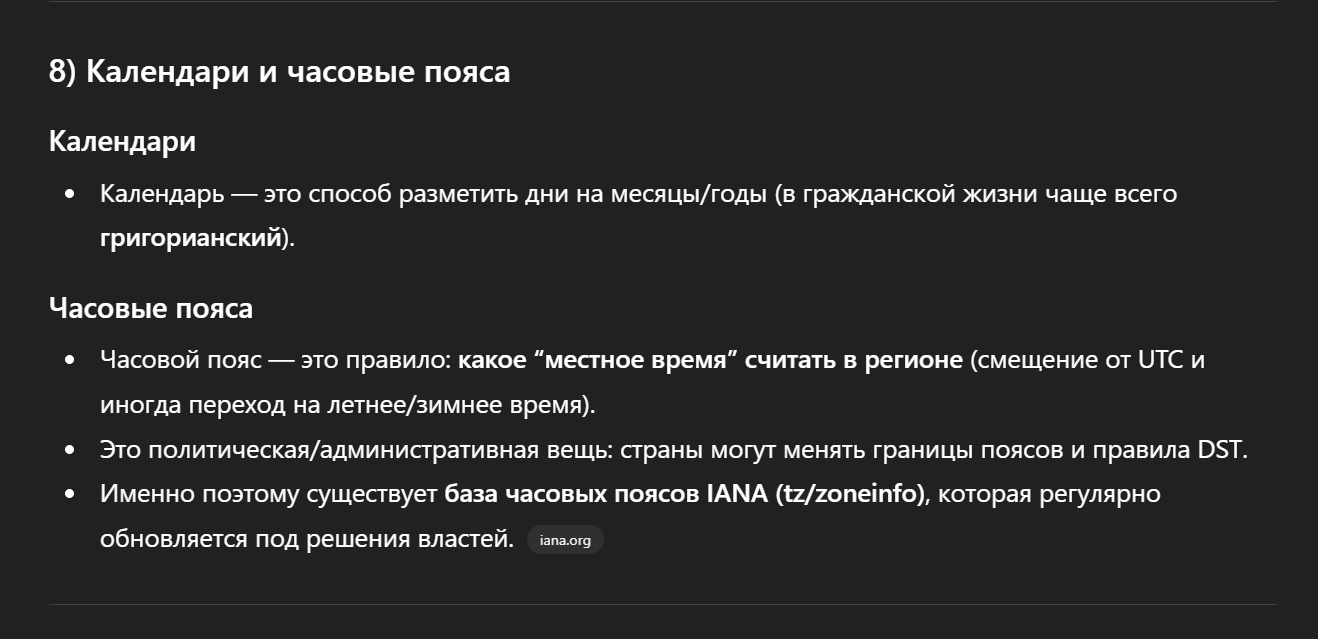 8) Календари и часовые пояса
Календари
• Календарь — это способ разметить дни на месяцы/годы (в гражданской жизни чаще всего
григорианский).
Часовые пояса
• Часовой пояс — это правило: какое “местное время” считать в регионе (смещение от UTC и
иногда переход на летнее/зимнее время).
• Это политическая/административная вещь: страны могут менять границы поясов и правила DST.
• Именно поэтому существует база часовых поясов IANA (tz/zoneinfo), которая регулярно
обновляется под решения властей. iana.org